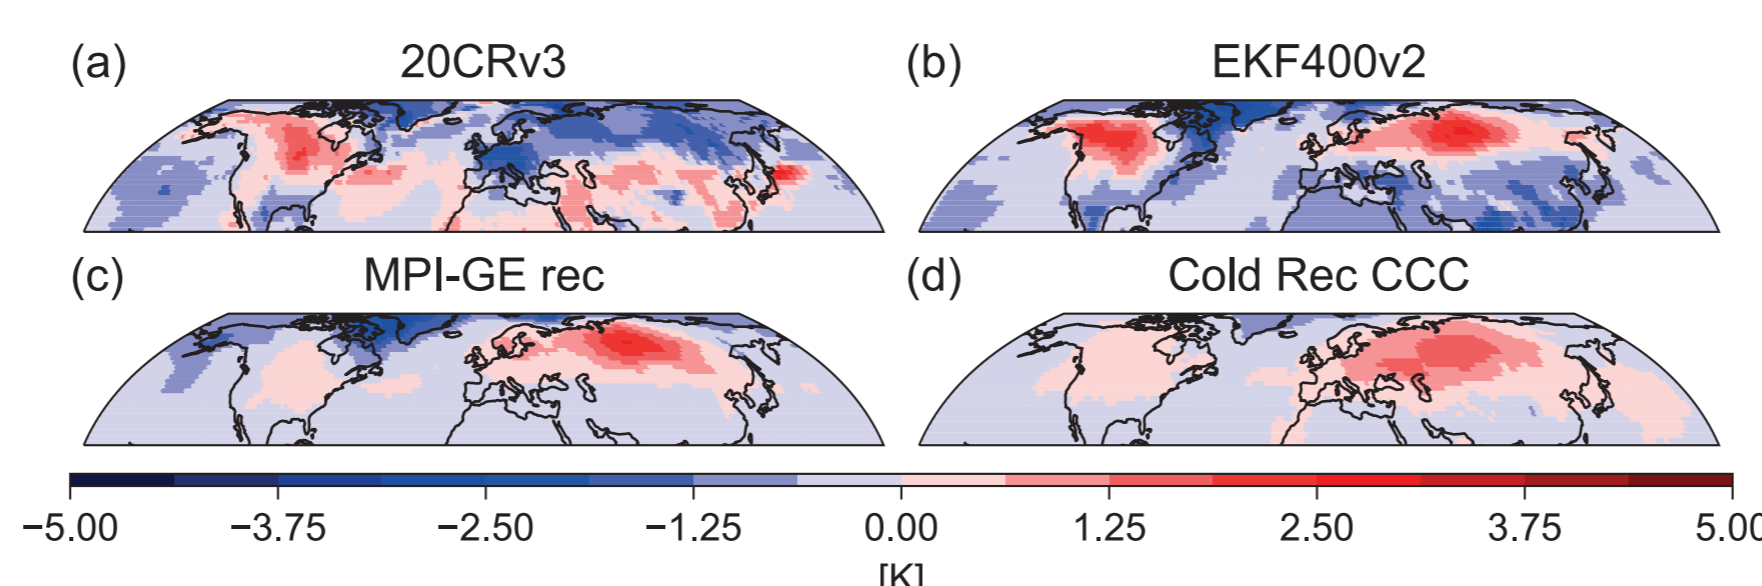 (a) 20CRv3 (b) EKF400v2
(c) MPI-GE rec (d) Cold Rec CCC
−5.00 −3.75 −2.50 −1.25 0.00 1.25 2.50 3.75 5.00
[K]